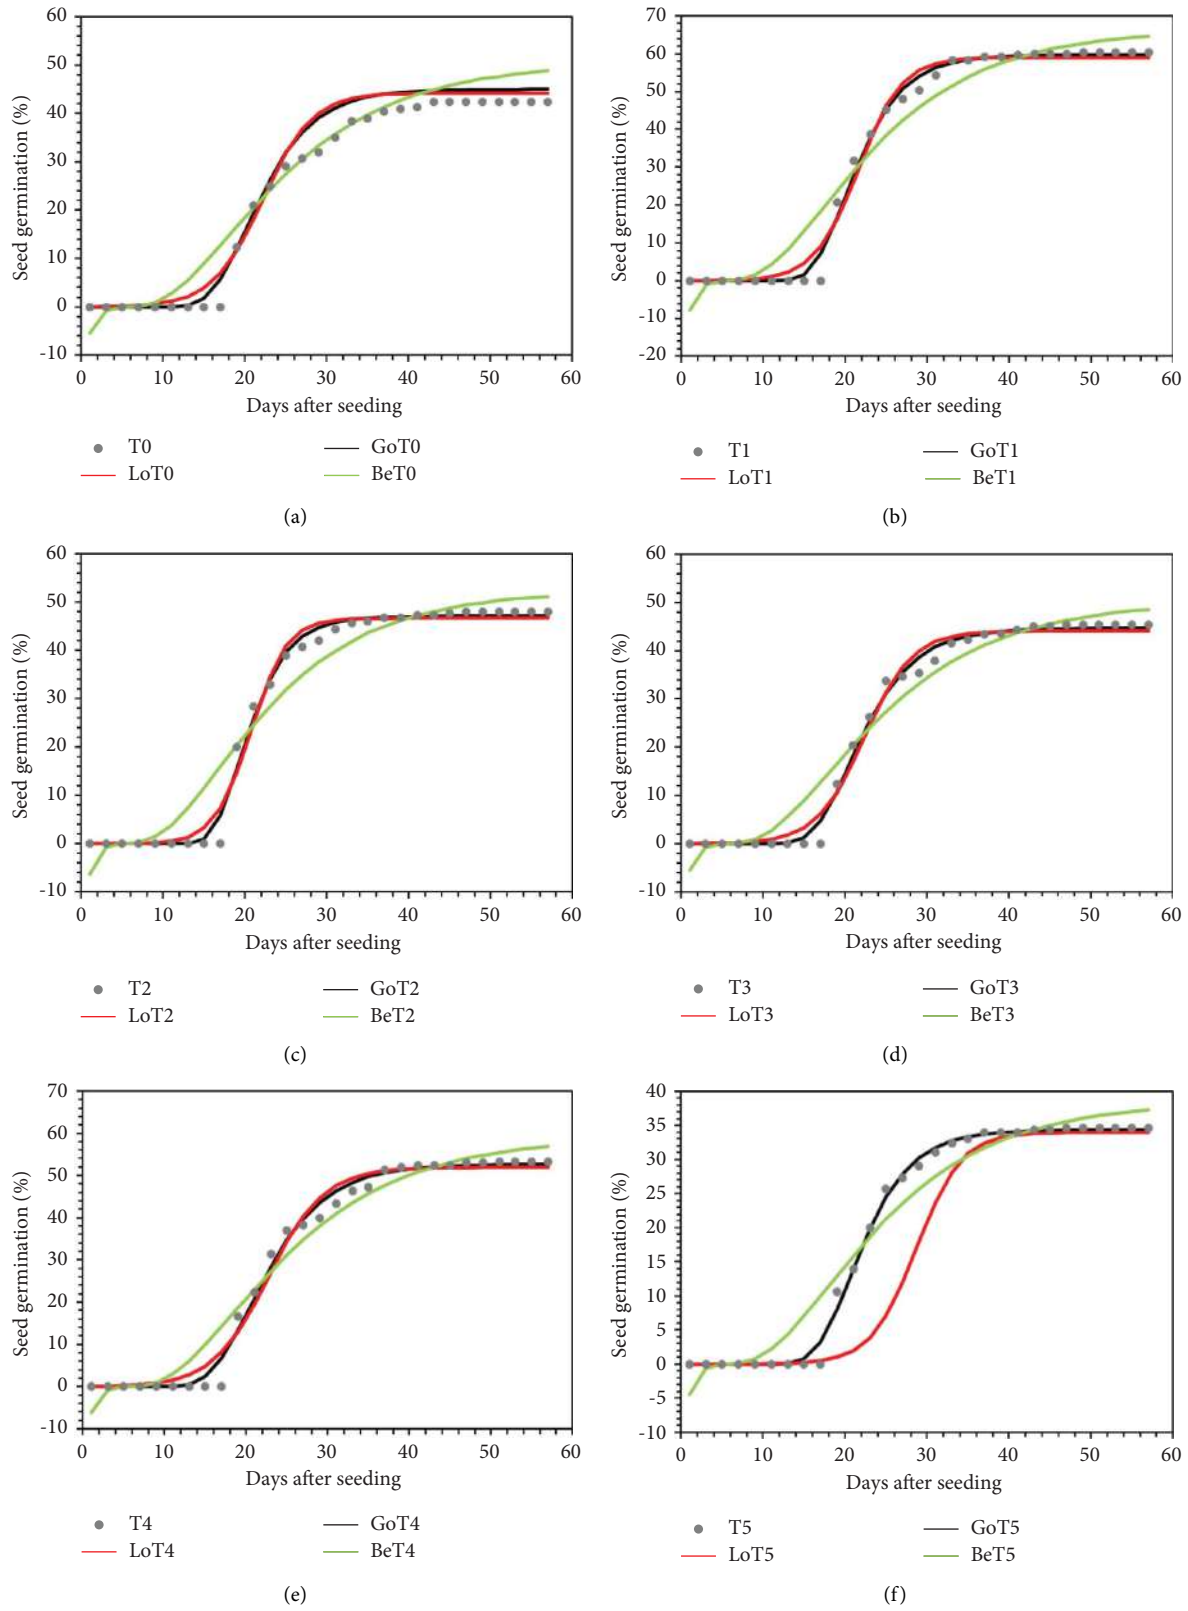 60
50
40
30
20
10
0
-10
Seed germination (%)
0 10 20 30 40 50 60
Days after seeding
T0 GoT0
LoT0 BeT0
(a)
70
60
50
40
30
20
10
0
-10
-20
Seed germination (%)
0 10 20 30 40 50 60
Days after seeding
T1 GoT1
LoT1 BeT1
(b)
60
50
40
30
20
10
0
-10
Seed germination (%)
0 10 20 30 40 50 60
Days after seeding
T2 GoT2
LoT2 BeT2
(c)
60
50
40
30
20
10
0
-10
Seed germination (%)
0 10 20 30 40 50 60
Days after seeding
T3 GoT3
LoT3 BeT3
(d)
70
60
50
40
30
20
10
0
-10
Seed germination (%)
0 10 20 30 40 50 60
Days after seeding
T4 GoT4
LoT4 BeT4
(e)
40
35
30
25
20
15
10
5
0
-5
-10
Seed germination (%)
0 10 20 30 40 50 60
Days after seeding
T5 GoT5
LoT5 BeT5
(f)